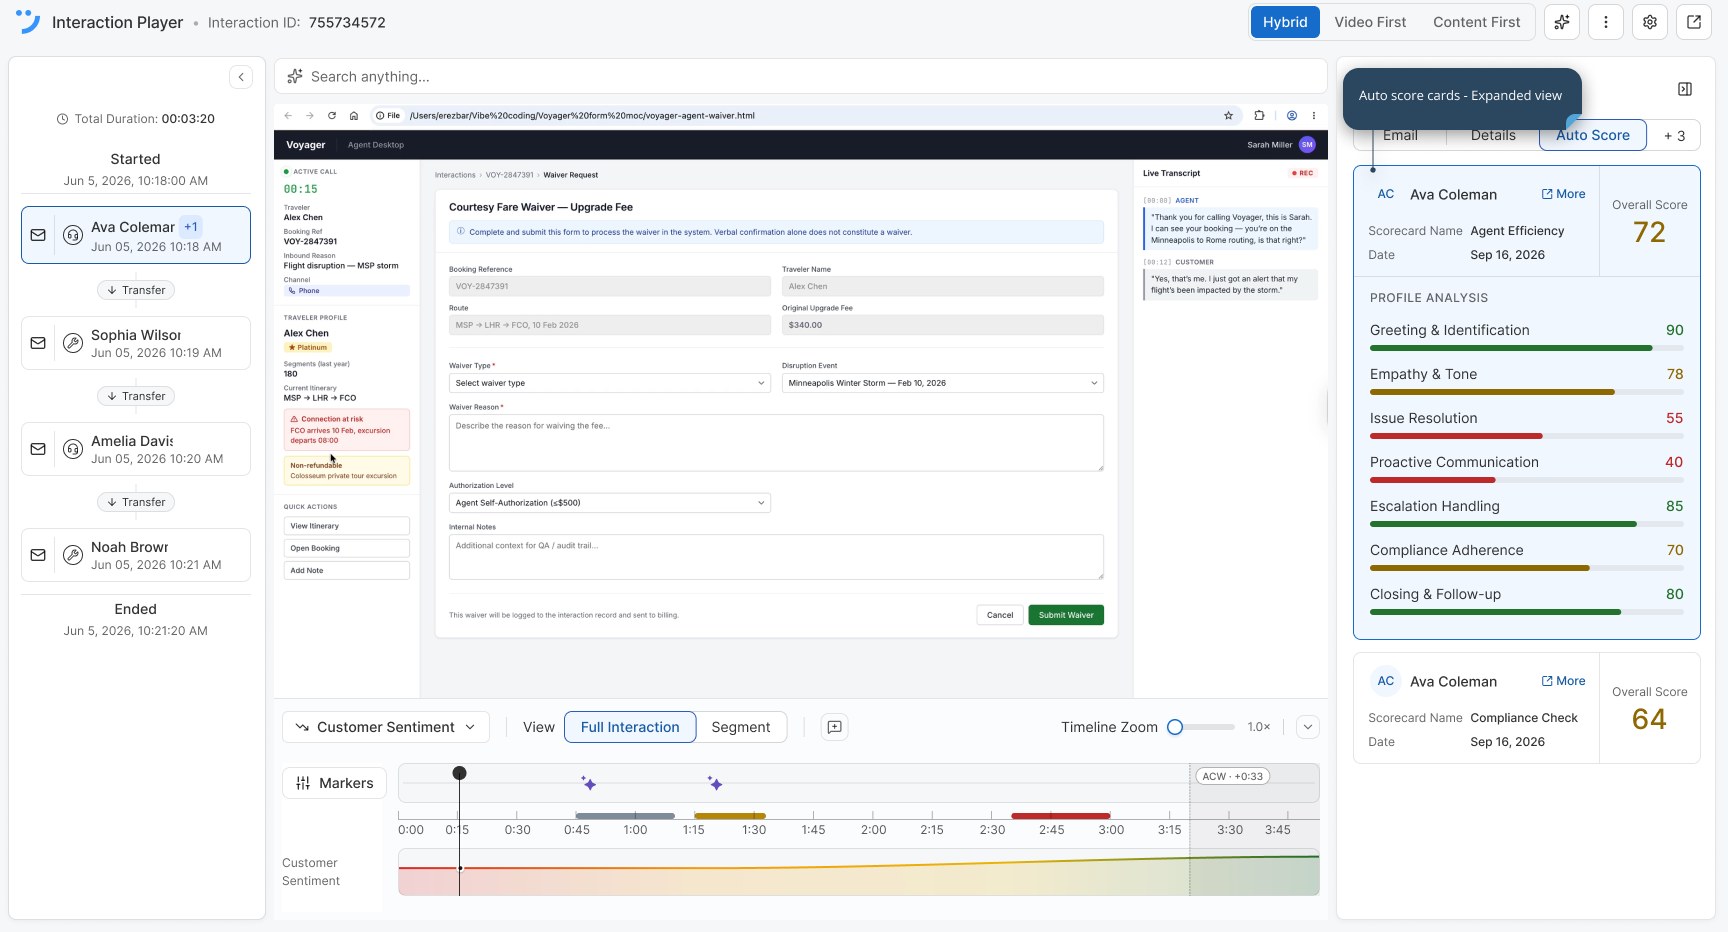 Interaction Player • Interaction ID: 755734572
Hybrid Video First Content First
Total Duration: 00:03:20
Started
Jun 5, 2026, 10:18:00 AM
Ava Coleman +1
Jun 05, 2026 10:18 AM
Transfer
Sophia Wilson
Jun 05, 2026 10:19 AM
Transfer
Amelia Davis
Jun 05, 2026 10:20 AM
Transfer
Noah Brown
Jun 05, 2026 10:21 AM
Ended
Jun 5, 2026, 10:21:20 AM
Search anything...
File /Users/erezbar/Vibe%20coding/Voyager%20form%20moc/voyager-agent-waiver.html
Voyager Agent Desktop Sarah Miller SM
ACTIVE CALL
00:15
Traveler
Alex Chen
Booking Ref
VOY-2847391
Inbound Reason
Flight disruption — MSP storm
Channel
Phone
TRAVELER PROFILE
Alex Chen
★ Platinum
Segments (last year)
180
Current Itinerary
MSP → LHR → FCO
Connection at risk
FCO arrives 10 Feb, excursion
departs 08:00
Non-refundable
Colosseum private tour excursion
QUICK ACTIONS
View Itinerary
Open Booking
Add Note
Interactions › VOY-2847391 › Waiver Request
Courtesy Fare Waiver — Upgrade Fee
Complete and submit this form to process the waiver in the system. Verbal confirmation alone does not constitute a waiver.
Booking Reference Traveler Name
VOY-2847391 Alex Chen
Route Original Upgrade Fee
MSP → LHR → FCO, 10 Feb 2026 $340.00
Waiver Type * Disruption Event
Select waiver type Minneapolis Winter Storm — Feb 10, 2026
Waiver Reason *
Describe the reason for waiving the fee...
Authorization Level
Agent Self-Authorization (≤$500)
Internal Notes
Additional context for QA / audit trail...
This waiver will be logged to the interaction record and sent to billing. Cancel Submit Waiver
Live Transcript REC
[00:08] AGENT
"Thank you for calling Voyager, this is Sarah.
I can see your booking — you're on the
Minneapolis to Rome routing, is that right?"
[00:12] CUSTOMER
"Yes, that's me. I just got an alert that my
flight's been impacted by the storm."
Customer Sentiment View Full Interaction Segment Timeline Zoom 1.0×
Markers
ACW · +0:33
0:00 0:15 0:30 0:45 1:00 1:15 1:30 1:45 2:00 2:15 2:30 2:45 3:00 3:15 3:30 3:45
Customer
Sentiment
Auto score cards - Expanded view
Email Details Auto Score + 3
AC Ava Coleman More
Scorecard Name Agent Efficiency
Date Sep 16, 2026
Overall Score
72
PROFILE ANALYSIS
Greeting & Identification 90
Empathy & Tone 78
Issue Resolution 55
Proactive Communication 40
Escalation Handling 85
Compliance Adherence 70
Closing & Follow-up 80
AC Ava Coleman More
Scorecard Name Compliance Check
Date Sep 16, 2026
Overall Score
64